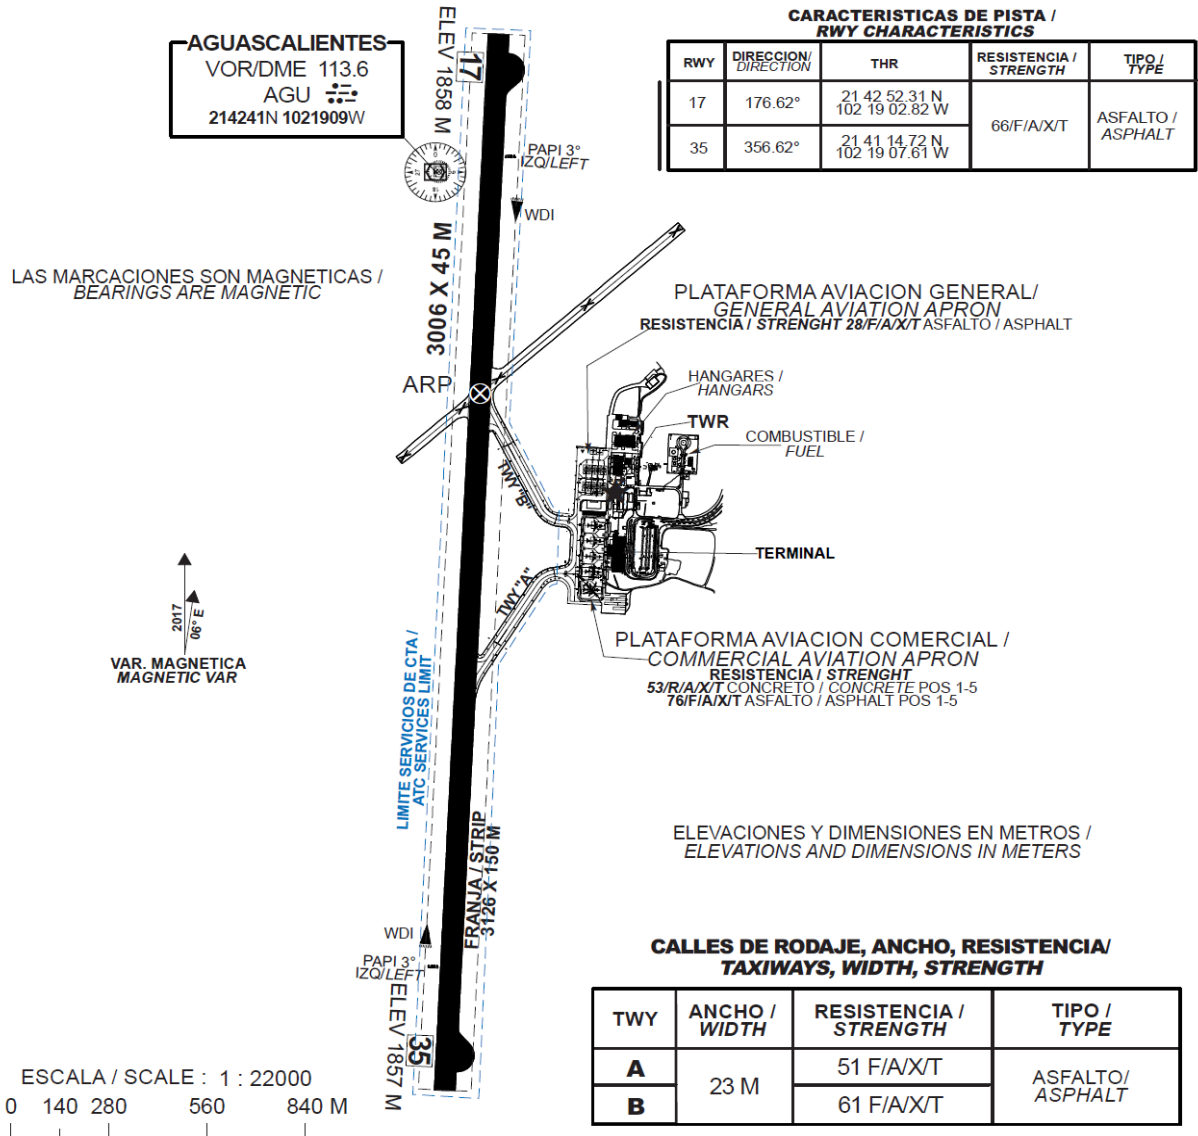 AGUASCALIENTES
VOR/DME 113.6
AGU
214241N 1021909W
ELEV 1858 M
17
CARACTERISTICAS DE PISTA /
RWY CHARACTERISTICS
RWY
DIRECCION/
DIRECTION
THR
RESISTENCIA /
STRENGTH
TIPO /
TYPE
17
176.62°
21 42 52.31 N
102 19 02.82 W
66/F/A/X/T
ASFALTO /
ASPHALT
35
356.62°
21 41 14.72 N
102 19 07.61 W
PAPI 3°
IZQ/LEFT
WDI
3006 X 45 M
LAS MARCACIONES SON MAGNETICAS /
BEARINGS ARE MAGNETIC
PLATAFORMA AVIACION GENERAL/
GENERAL AVIATION APRON
RESISTENCIA / STRENGHT 28/F/A/X/T ASFALTO / ASPHALT
ARP
HANGARES /
HANGARS
TWR
COMBUSTIBLE /
FUEL
TWY "B"
TERMINAL
TWY "A"
2017
06° E
VAR. MAGNETICA
MAGNETIC VAR
PLATAFORMA AVIACION COMERCIAL /
COMMERCIAL AVIATION APRON
RESISTENCIA / STRENGHT
53/R/A/X/T CONCRETO / CONCRETE POS 1-5
76/F/A/X/T ASFALTO / ASPHALT POS 1-5
LIMITE SERVICIOS DE CTA /
ATC SERVICES LIMIT
FRANJA / STRIP
3126 X 150 M
ELEVACIONES Y DIMENSIONES EN METROS /
ELEVATIONS AND DIMENSIONS IN METERS
WDI
PAPI 3°
IZQ/LEFT
ELEV 1857 M
35
CALLES DE RODAJE, ANCHO, RESISTENCIA/
TAXIWAYS, WIDTH, STRENGTH
TWY
ANCHO /
WIDTH
RESISTENCIA /
STRENGTH
TIPO /
TYPE
A
23 M
51 F/A/X/T
ASFALTO/
ASPHALT
B
61 F/A/X/T
ESCALA / SCALE : 1 : 22000
0 140 280 560 840 M